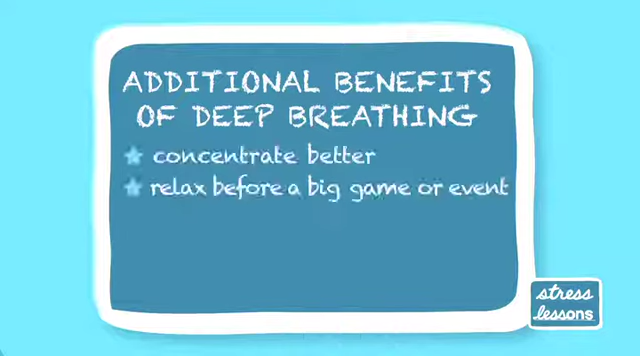 ADDITIONAL BENEFITS
OF DEEP BREATHING
concentrate better
relax before a big game or event
stress
lessons